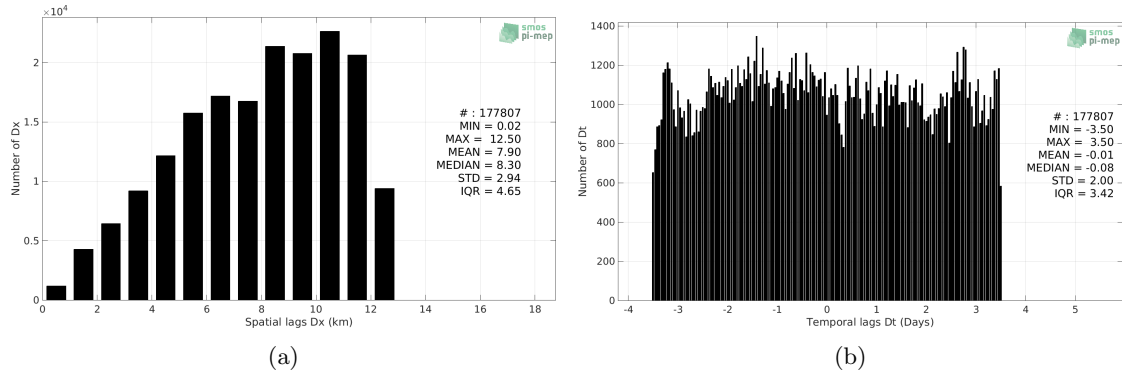 ×10⁴
smos
pi-mep
2
1.5
1
0.5
0
Number of Dx
# : 177807
MIN = 0.02
MAX = 12.50
MEAN = 7.90
MEDIAN = 8.30
STD = 2.94
IQR = 4.65
0 2 4 6 8 10 12 14 16 18
Spatial lags Dx (km)
(a)
1400
1200
1000
800
600
400
200
0
Number of Dt
smos
pi-mep
# : 177807
MIN = -3.50
MAX = 3.50
MEAN = -0.01
MEDIAN = -0.08
STD = 2.00
IQR = 3.42
-4 -3 -2 -1 0 1 2 3 4 5
Temporal lags Dt (Days)
(b)